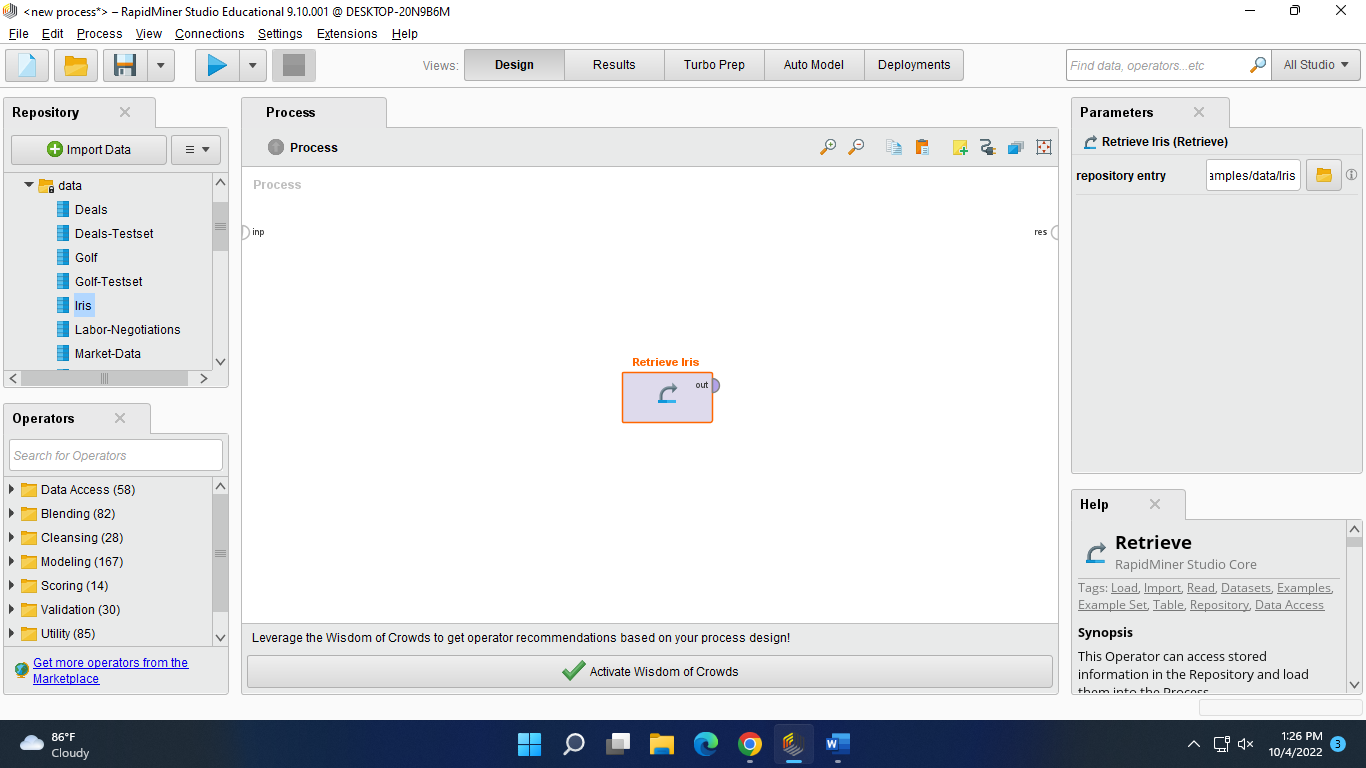 <new process*> – RapidMiner Studio Educational 9.10.001 @ DESKTOP-20N9B6M
File Edit Process View Connections Settings Extensions Help
Views: Design Results Turbo Prep Auto Model Deployments Find data, operators...etc All Studio
Repository
Import Data
data
Deals
Deals-Testset
Golf
Golf-Testset
Iris
Labor-Negotiations
Market-Data
Operators
Search for Operators
Data Access (58)
Blending (82)
Cleansing (28)
Modeling (167)
Scoring (14)
Validation (30)
Utility (85)
Get more operators from the
Marketplace
Process
Process
Process
inp
res
Retrieve Iris
out
Leverage the Wisdom of Crowds to get operator recommendations based on your process design!
Activate Wisdom of Crowds
Parameters
Retrieve Iris (Retrieve)
repository entry amples/data/Iris
Help
Retrieve
RapidMiner Studio Core
Tags: Load, Import, Read, Datasets, Examples,
Example Set, Table, Repository, Data Access
Synopsis
This Operator can access stored
information in the Repository and load
them into the Process
86°F
Cloudy
1:26 PM
10/4/2022
3